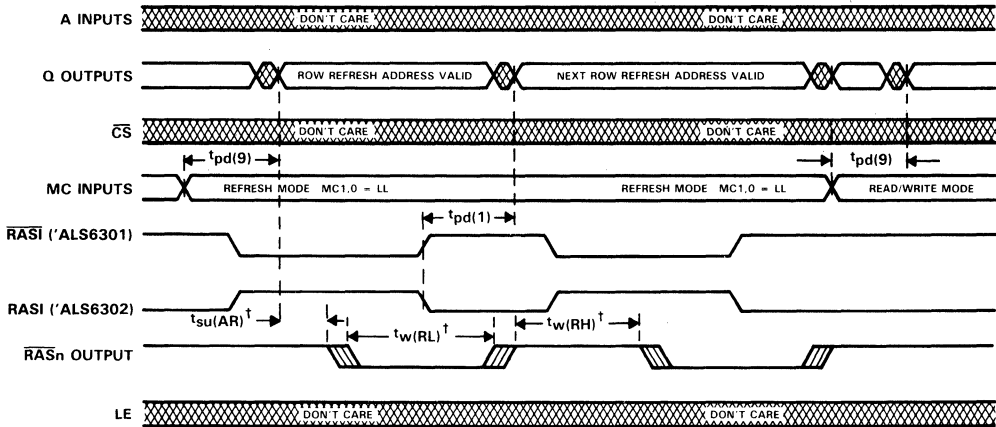 A INPUTS DON'T CARE DON'T CARE
Q OUTPUTS ROW REFRESH ADDRESS VALID NEXT ROW REFRESH ADDRESS VALID
CS DON'T CARE DON'T CARE
tpd(9) tpd(9)
MC INPUTS REFRESH MODE MC1,0 = LL REFRESH MODE MC1,0 = LL READ/WRITE MODE
tpd(1)
RASI ('ALS6301)
RASI ('ALS6302)
tsu(AR)† tw(RL)† tw(RH)†
RASn OUTPUT
LE DON'T CARE DON'T CARE